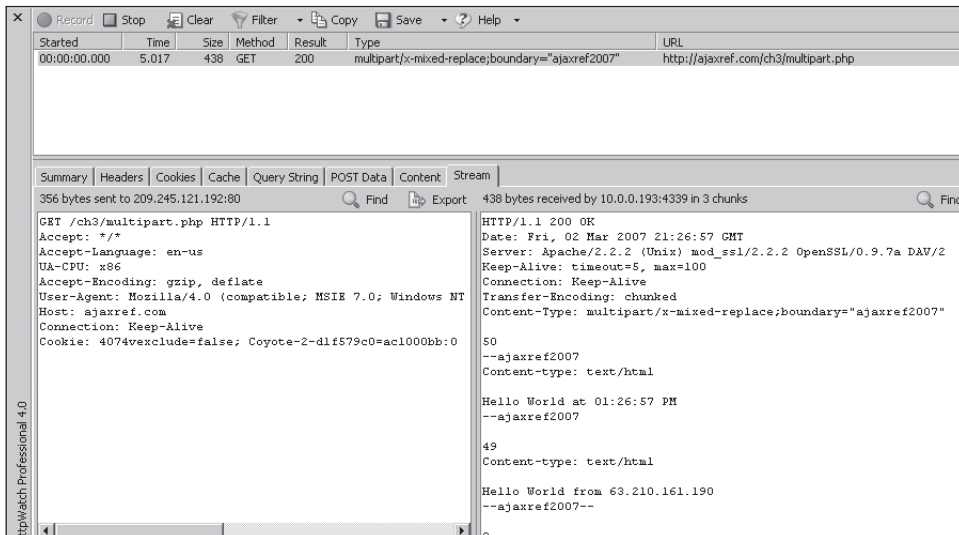 Record Stop Clear Filter Copy Save Help
Started Time Size Method Result Type URL
00:00:00.000 5.017 438 GET 200 multipart/x-mixed-replace;boundary="ajaxref2007" http://ajaxref.com/ch3/multipart.php
Summary Headers Cookies Cache Query String POST Data Content Stream
356 bytes sent to 209.245.121.192:80 Find Export
GET /ch3/multipart.php HTTP/1.1
Accept: */*
Accept-Language: en-us
UA-CPU: x86
Accept-Encoding: gzip, deflate
User-Agent: Mozilla/4.0 (compatible; MSIE 7.0; Windows NT
Host: ajaxref.com
Connection: Keep-Alive
Cookie: 4074vexclude=false; Coyote-2-d1f579c0=ac1000bb:0
438 bytes received by 10.0.0.193:4339 in 3 chunks
HTTP/1.1 200 OK
Date: Fri, 02 Mar 2007 21:26:57 GMT
Server: Apache/2.2.2 (Unix) mod_ssl/2.2.2 OpenSSL/0.9.7a DAV/2
Keep-Alive: timeout=5, max=100
Connection: Keep-Alive
Transfer-Encoding: chunked
Content-Type: multipart/x-mixed-replace;boundary="ajaxref2007"
50
--ajaxref2007
Content-type: text/html
Hello World at 01:26:57 PM
--ajaxref2007
49
Content-type: text/html
Hello World from 63.210.161.190
--ajaxref2007--
Professional 4.0